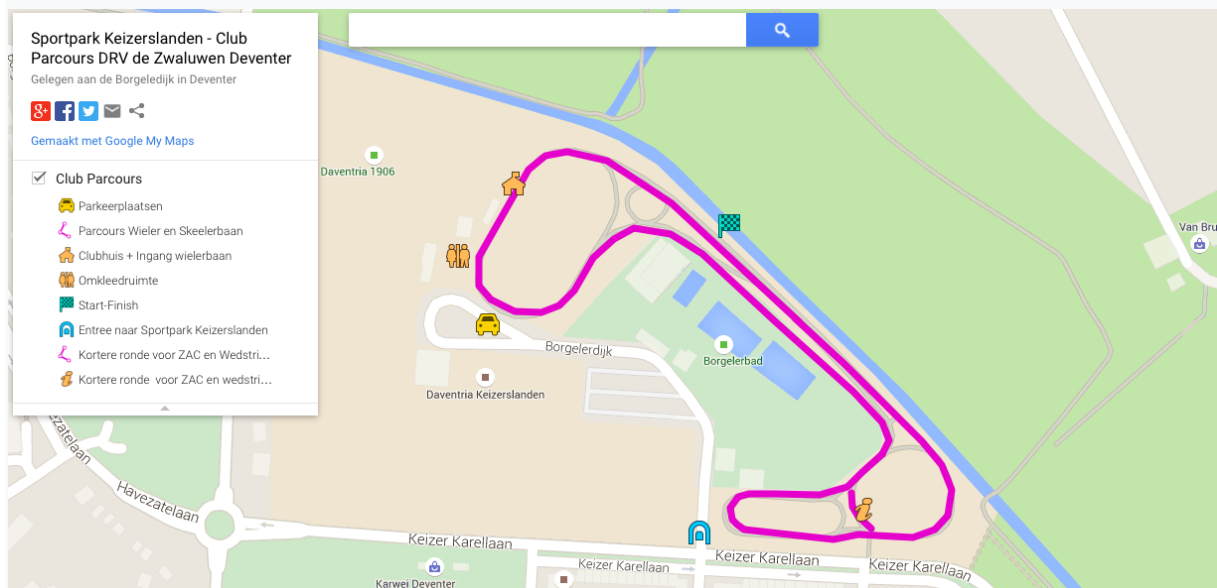 Sportpark Keizerslanden - Club
Parcours DRV de Zwaluwen Deventer
Gelegen aan de Borgeledijk in Deventer
Gemaakt met Google My Maps
Club Parcours
Parkeerplaatsen
Parcours Wieler en Skeelerbaan
Clubhuis + Ingang wielerbaan
Omkleedruimte
Start-Finish
Entree naar Sportpark Keizerslanden
Kortere ronde voor ZAC en Wedstri...
Kortere ronde voor ZAC en wedstri...
Daventria 1906
Van Bru
Borgelerdijk
Borgelerbad
Daventria Keizerslanden
Havezatelaan
Havezatelaan
Keizer Karellaan
Keizer Karellaan
Keizer Karellaan
Keizer Karellaan
Karwei Deventer